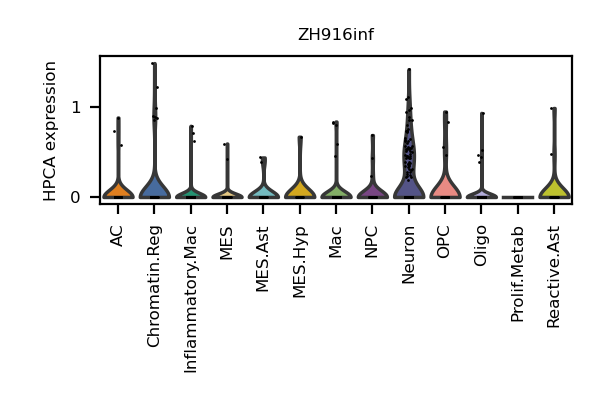 ZH916inf
HPCA expression
1
0
AC
Chromatin.Reg
Inflammatory.Mac
MES
MES.Ast
MES.Hyp
Mac
NPC
Neuron
OPC
Oligo
Prolif.Metab
Reactive.Ast